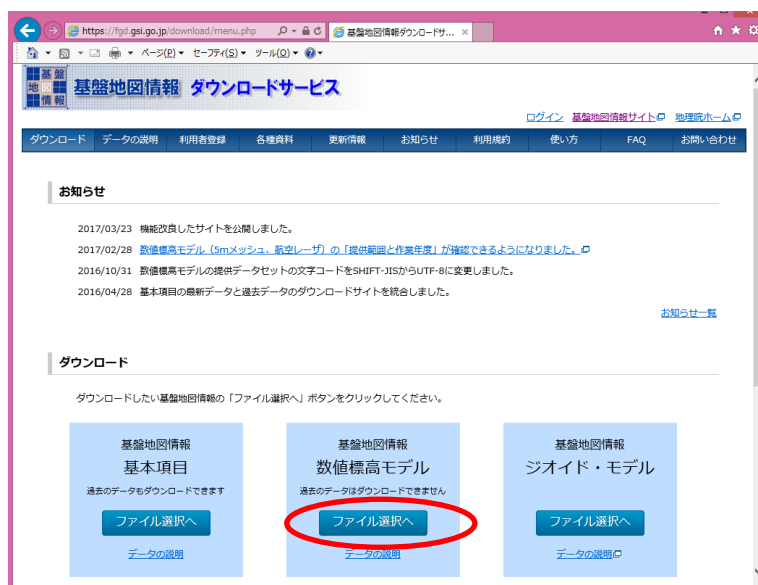 https://fgd.gsi.go.jp/download/menu.php
基盤地図情報ダウンロードサ...
ページ(P) セーフティ(S) ツール(O)
基盤
地図
情報
基盤地図情報 ダウンロードサービス
ログイン 基盤地図情報サイト 地理院ホーム
ダウンロード データの説明 利用者登録 各種資料 更新情報 お知らせ 利用規約 使い方 FAQ お問い合わせ
お知らせ
2017/03/23 機能改良したサイトを公開しました。
2017/02/28 数値標高モデル（5mメッシュ、航空レーザ）の「提供範囲と作業年度」が確認できるようになりました。
2016/10/31 数値標高モデルの提供データセットの文字コードをSHIFT-JISからUTF-8に変更しました。
2016/04/28 基本項目の最新データと過去データのダウンロードサイトを統合しました。
お知らせ一覧
ダウンロード
ダウンロードしたい基盤地図情報の「ファイル選択へ」ボタンをクリックしてください。
基盤地図情報
基本項目
過去のデータもダウンロードできます
ファイル選択へ
データの説明
基盤地図情報
数値標高モデル
過去のデータはダウンロードできません
ファイル選択へ
データの説明
基盤地図情報
ジオイド・モデル
ファイル選択へ
データの説明